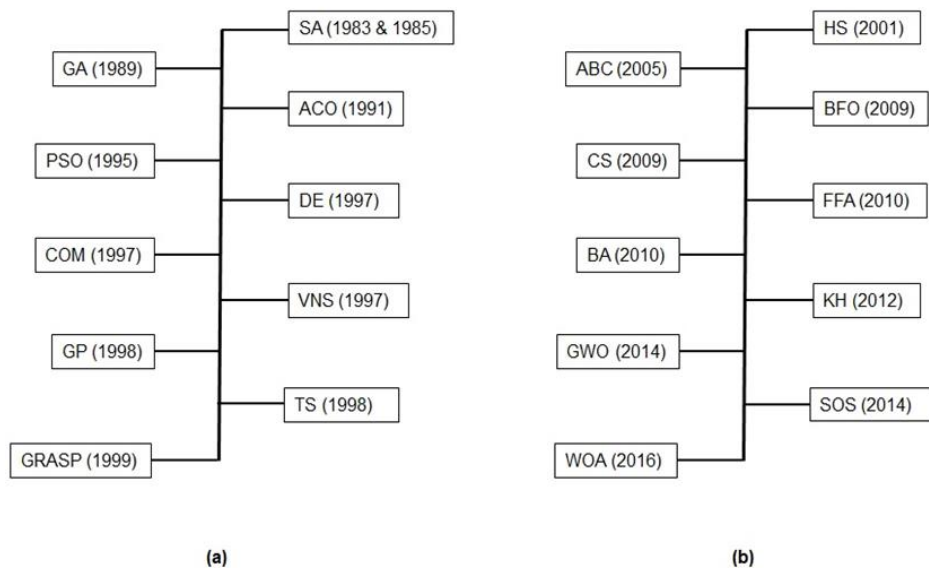 SA (1983 & 1985)
GA (1989)
ACO (1991)
PSO (1995)
DE (1997)
COM (1997)
VNS (1997)
GP (1998)
TS (1998)
GRASP (1999)
(a)
HS (2001)
ABC (2005)
BFO (2009)
CS (2009)
FFA (2010)
BA (2010)
KH (2012)
GWO (2014)
SOS (2014)
WOA (2016)
(b)